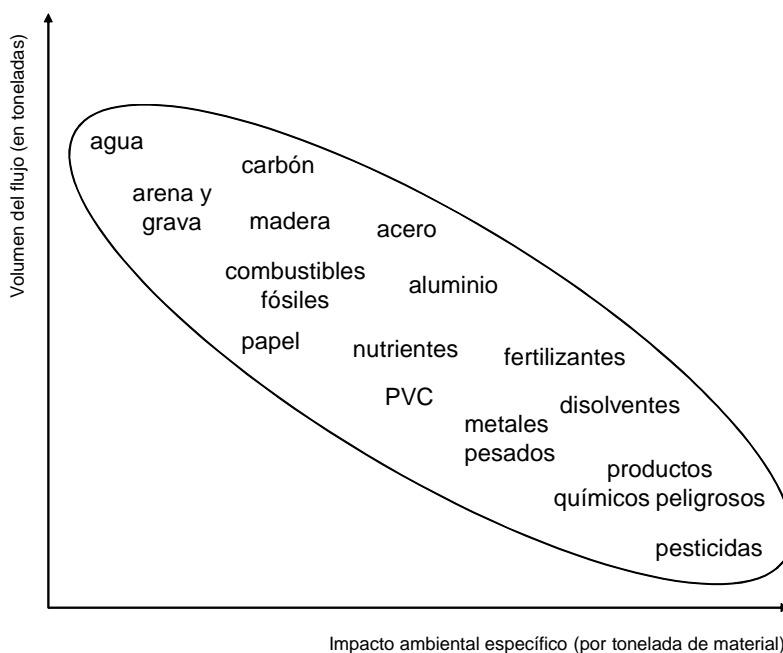 Volumen del flujo (en toneladas)
agua
carbón
arena y
grava
madera
acero
combustibles
fósiles
aluminio
papel
nutrientes
fertilizantes
PVC
disolventes
metales
pesados
productos
químicos peligrosos
pesticidas
Impacto ambiental específico (por tonelada de material)